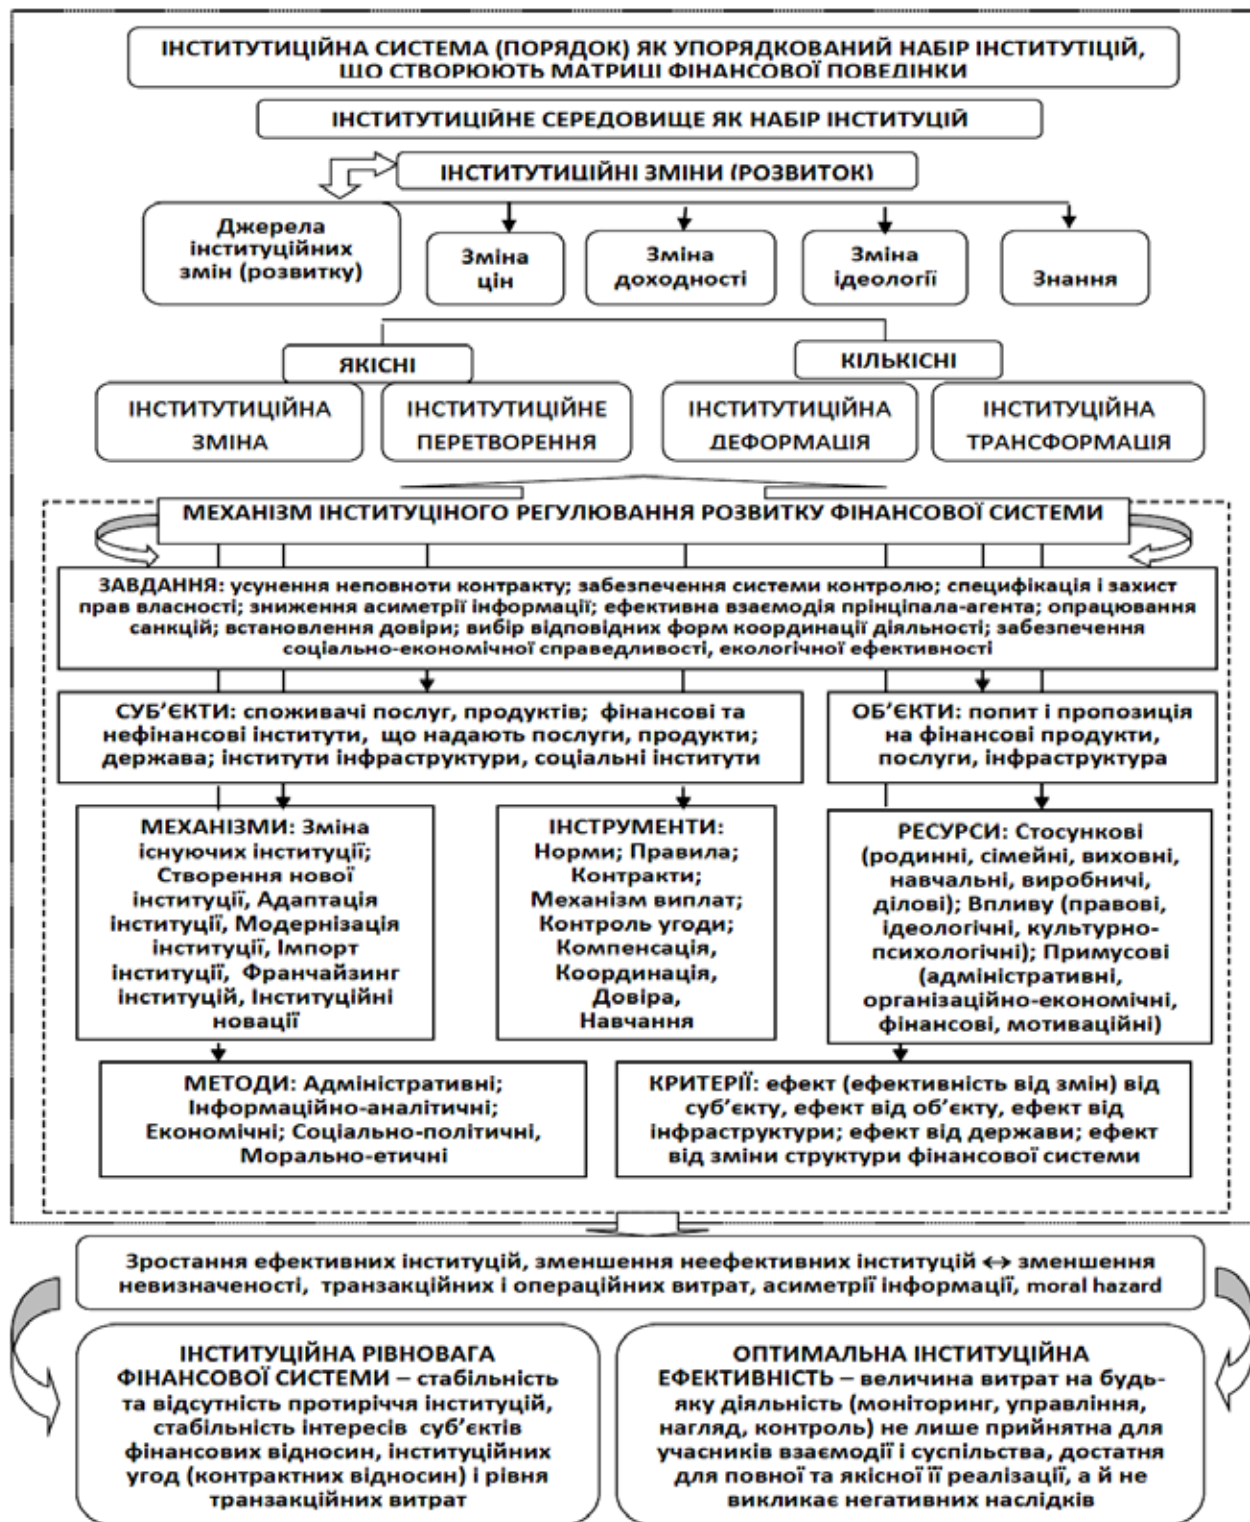 ІНСТИТУТИЦІЙНА СИСТЕМА (ПОРЯДОК) ЯК УПОРЯДКОВАНИЙ НАБІР ІНСТИТУТІЦІЙ,
ЩО СТВОРЮЮТЬ МАТРИЦІ ФІНАНСОВОЇ ПОВЕДІНКИ
ІНСТИТУТИЦІЙНЕ СЕРЕДОВИЩЕ ЯК НАБІР ІНСТИТУЦІЙ
ІНСТИТУТИЦІЙНІ ЗМІНИ (РОЗВИТОК)
Джерела
інституційних
змін (розвитку)
Зміна
цін
Зміна
доходності
Зміна
ідеології
Знання
ЯКІСНІ
КІЛЬКІСНІ
ІНСТИТУТИЦІЙНА
ЗМІНА
ІНСТИТУТИЦІЙНЕ
ПЕРЕТВОРЕННЯ
ІНСТИТУТИЦІЙНА
ДЕФОРМАЦІЯ
ІНСТИТУЦІЙНА
ТРАНСФОРМАЦІЯ
МЕХАНІЗМ ІНСТИТУЦІНОГО РЕГУЛЮВАННЯ РОЗВИТКУ ФІНАНСОВОЇ СИСТЕМИ
ЗАВДАННЯ: усунення неповноти контракту; забезпечення системи контролю; специфікація і захист
прав власності; зниження асиметрії інформації; ефективна взаємодія прінціпала-агента; опрацювання
санкцій; встановлення довіри; вибір відповідних форм координації діяльності; забезпечення
соціально-економічної справедливості, екологічної ефективності
СУБ’ЄКТИ: споживачі послуг, продуктів; фінансові та
нефінансові інститути, що надають послуги, продукти;
держава; інститути інфраструктури, соціальні інститути
ОБ’ЄКТИ: попит і пропозиція
на фінансові продукти,
послуги, інфраструктура
МЕХАНІЗМИ: Зміна
існуючих інституції;
Створення нової
інституції, Адаптація
інституції, Модернізація
інституції, Імпорт
інституції, Франчайзинг
інституцій, Інституційні
новації
ІНСТРУМЕНТИ:
Норми; Правила;
Контракти;
Механізм виплат;
Контроль угоди;
Компенсація,
Координація,
Довіра,
Навчання
РЕСУРСИ: Стосункові
(родинні, сімейні, виховні,
навчальні, виробничі,
ділові); Впливу (правові,
ідеологічні, культурно-
психологічні); Примусові
(адміністративні,
організаційно-економічні,
фінансові, мотиваційні)
МЕТОДИ: Адміністративні;
Інформаційно-аналітичні;
Економічні; Соціально-політичні,
Морально-етичні
КРИТЕРІЇ: ефект (ефективність від змін) від
суб’єкту, ефект від об’єкту, ефект від
інфраструктури; ефект від держави; ефект
від зміни структури фінансової системи
Зростання ефективних інституцій, зменшення неефективних інституцій ↔ зменшення
невизначеності, транзакційних і операційних витрат, асиметрії інформації, moral hazard
ІНСТИТУЦІЙНА РІВНОВАГА
ФІНАНСОВОЇ СИСТЕМИ – стабільність
та відсутність протиріччя інституцій,
стабільність інтересів суб’єктів
фінансових відносин, інституційних
угод (контрактних відносин) і рівня
транзакційних витрат
ОПТИМАЛЬНА ІНСТИТУЦІЙНА
ЕФЕКТИВНІСТЬ – величина витрат на будь-
яку діяльність (моніторинг, управління,
нагляд, контроль) не лише прийнятна для
учасників взаємодії і суспільства, достатня
для повної та якісної її реалізації, а й не
викликає негативних наслідків